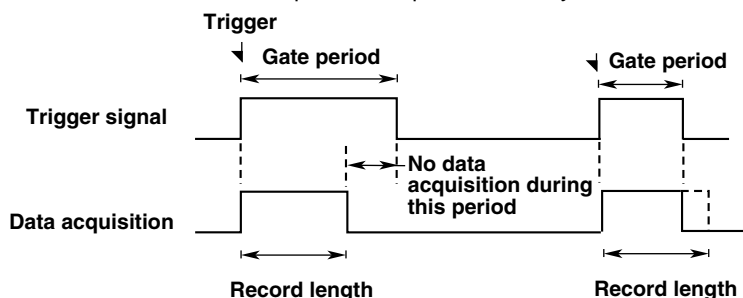 Trigger
Gate period
Gate period
Trigger signal
No data
acquisition during
this period
Data acquisition
Record length
Record length